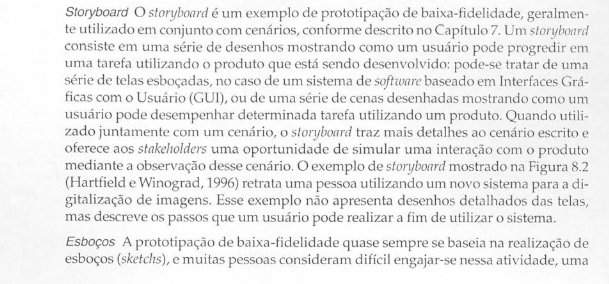 Storyboard O storyboard é um exemplo de prototipação de baixa-fidelidade, geralmen-
te utilizado em conjunto com cenários, conforme descrito no Capítulo 7. Um storyboard
consiste em uma série de desenhos mostrando como um usuário pode progredir em
uma tarefa utilizando o produto que está sendo desenvolvido: pode-se tratar de uma
série de telas esboçadas, no caso de um sistema de software baseado em Interfaces Grá-
ficas com o Usuário (GUI), ou de uma série de cenas desenhadas mostrando como um
usuário pode desempenhar determinada tarefa utilizando um produto. Quando utili-
zado juntamente com um cenário, o storyboard traz mais detalhes ao cenário escrito e
oferece aos stakeholders uma oportunidade de simular uma interação com o produto
mediante a observação desse cenário. O exemplo de storyboard mostrado na Figura 8.2
(Hartfield e Winograd, 1996) retrata uma pessoa utilizando um novo sistema para a di-
gitalização de imagens. Esse exemplo não apresenta desenhos detalhados das telas,
mas descreve os passos que um usuário pode realizar a fim de utilizar o sistema.
Esboços A prototipação de baixa-fidelidade quase sempre se baseia na realização de
esboços (sketchs), e muitas pessoas consideram difícil engajar-se nessa atividade, uma